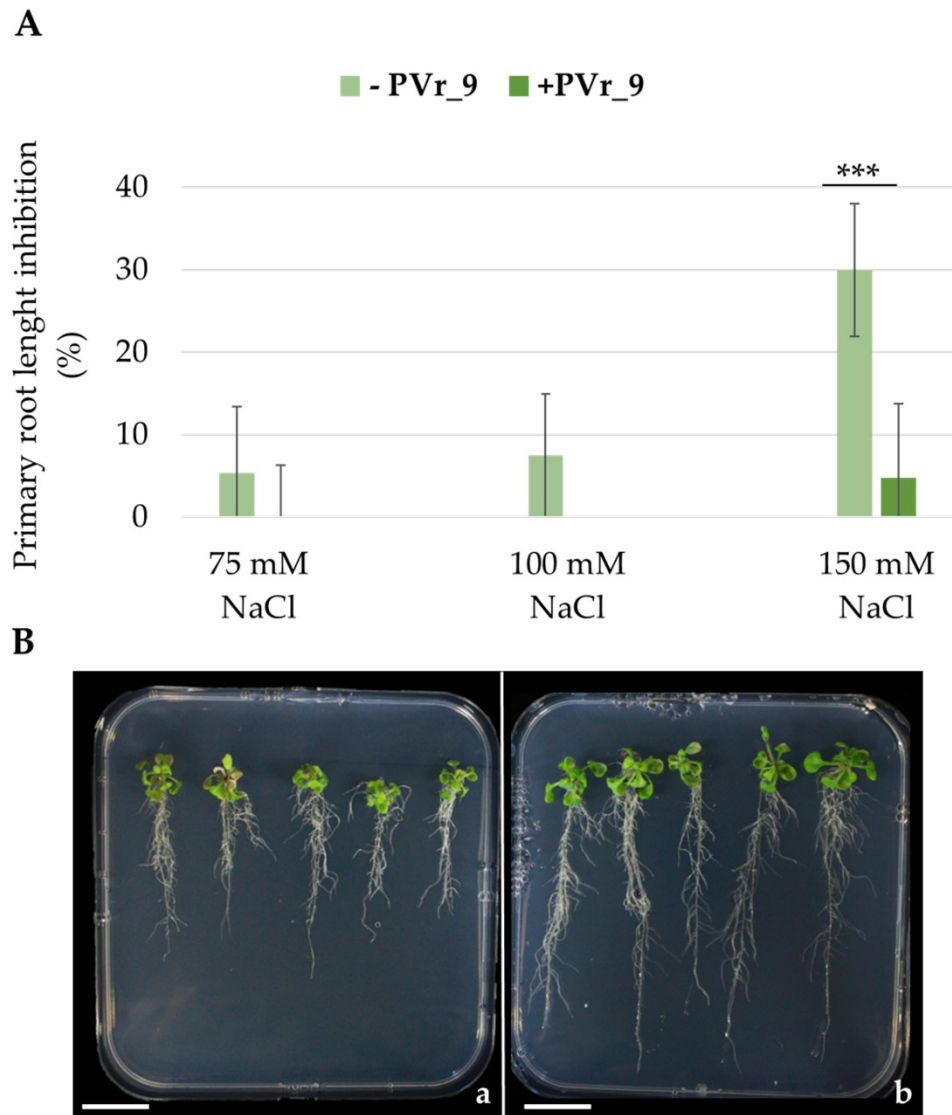 A
- PVr_9 +PVr_9
Primary root lenght inhibition
(%)
***
40
30
20
10
0
75 mM 100 mM 150 mM
NaCl NaCl NaCl
B
a b